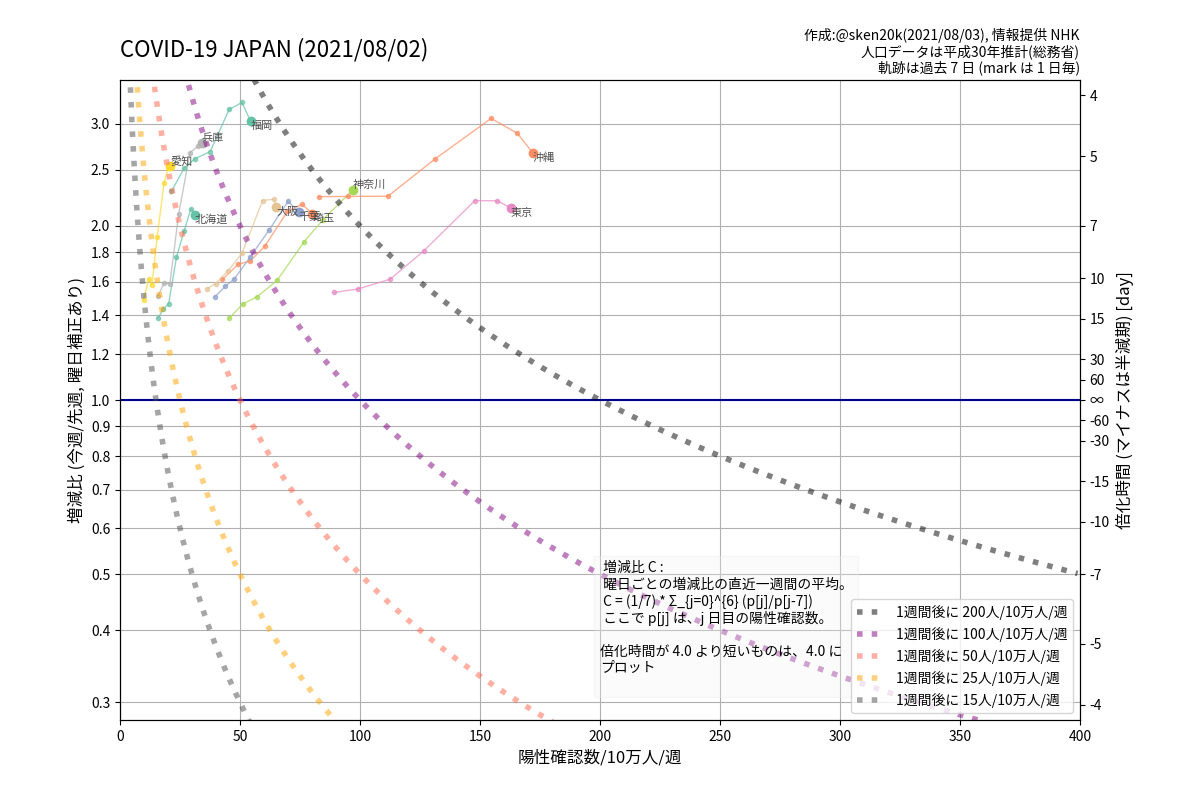 COVID-19 JAPAN (2021/08/02)
作成:@sken20k(2021/08/03), 情報提供 NHK
人口データは平成30年推計(総務省)
軌跡は過去 7 日 (mark は 1 日毎)
増減比 (今週/先週, 曜日補正あり)
3.0
2.5
2.0
1.8
1.6
1.4
1.2
1.0
0.9
0.8
0.7
0.6
0.5
0.4
0.3
福岡
兵庫
愛知
北海道
大阪
千葉
埼玉
神奈川
沖縄
東京
4
5
7
10
15
30
60
∞
-60
-30
-15
-10
-7
-5
-4
倍化時間 (マイナスは半減期) [day]
増減比 C :
曜日ごとの増減比の直近一週間の平均。
C = (1/7) * Σ_{j=0}^{6} (p[j]/p[j-7])
ここで p[j] は、j 日目の陽性確認数。
倍化時間が 4.0 より短いものは、4.0 に
プロット
1週間後に 200人/10万人/週
1週間後に 100人/10万人/週
1週間後に 50人/10万人/週
1週間後に 25人/10万人/週
1週間後に 15人/10万人/週
0 50 100 150 200 250 300 350 400
陽性確認数/10万人/週